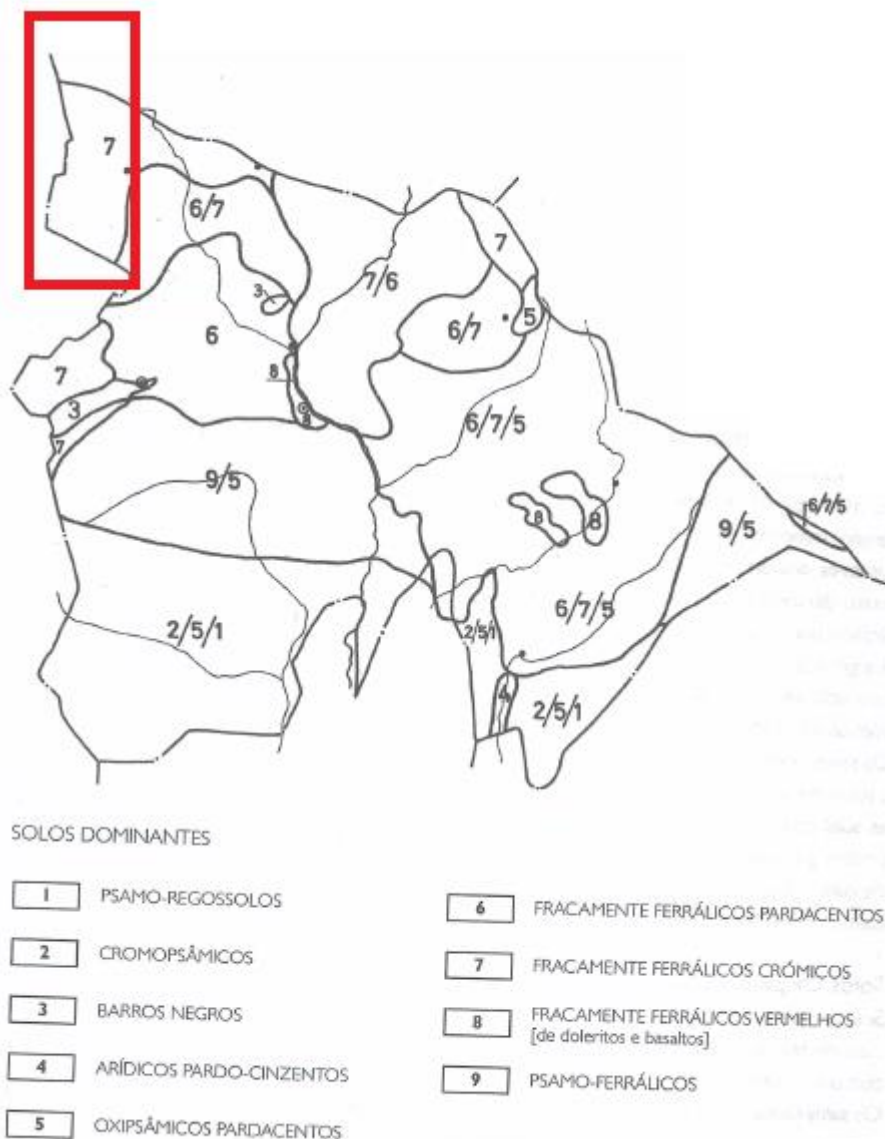 7
6/7
7
7/6
3
6
6/7
5
7
8
3
8
6/7/5
7
9/5
6/7/5
9/5
8
8
2/5/1
2/5/1
6/7/5
4
2/5/1
SOLOS DOMINANTES
1 PSAMO-REGOSSOLOS
2 CROMOPSÂMICOS
3 BARROS NEGROS
4 ARÍDICOS PARDO-CINZENTOS
5 OXIPSÂMICOS PARDACENTOS
6 FRACAMENTE FERRÁLICOS PARDACENTOS
7 FRACAMENTE FERRÁLICOS CRÓMICOS
8 FRACAMENTE FERRÁLICOS VERMELHOS
[de doleritos e basaltos]
9 PSAMO-FERRÁLICOS